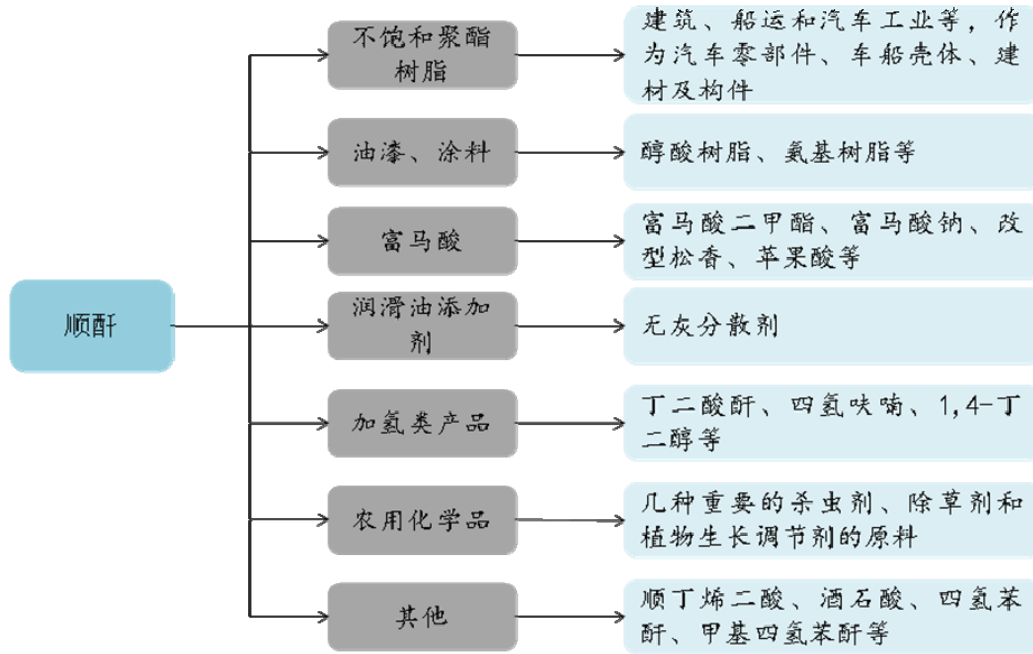 不饱和聚酯
树脂
建筑、船运和汽车工业等，作
为汽车零部件、车船壳体、建
材及构件
油漆、涂料
醇酸树脂、氨基树脂等
富马酸
富马酸二甲酯、富马酸钠、改
型松香、苹果酸等
顺酐
润滑油添加
剂
无灰分散剂
加氢类产品
丁二酸酐、四氢呋喃、1,4-丁
二醇等
农用化学品
几种重要的杀虫剂、除草剂和
植物生长调节剂的原料
其他
顺丁烯二酸、酒石酸、四氢苯
酐、甲基四氢苯酐等